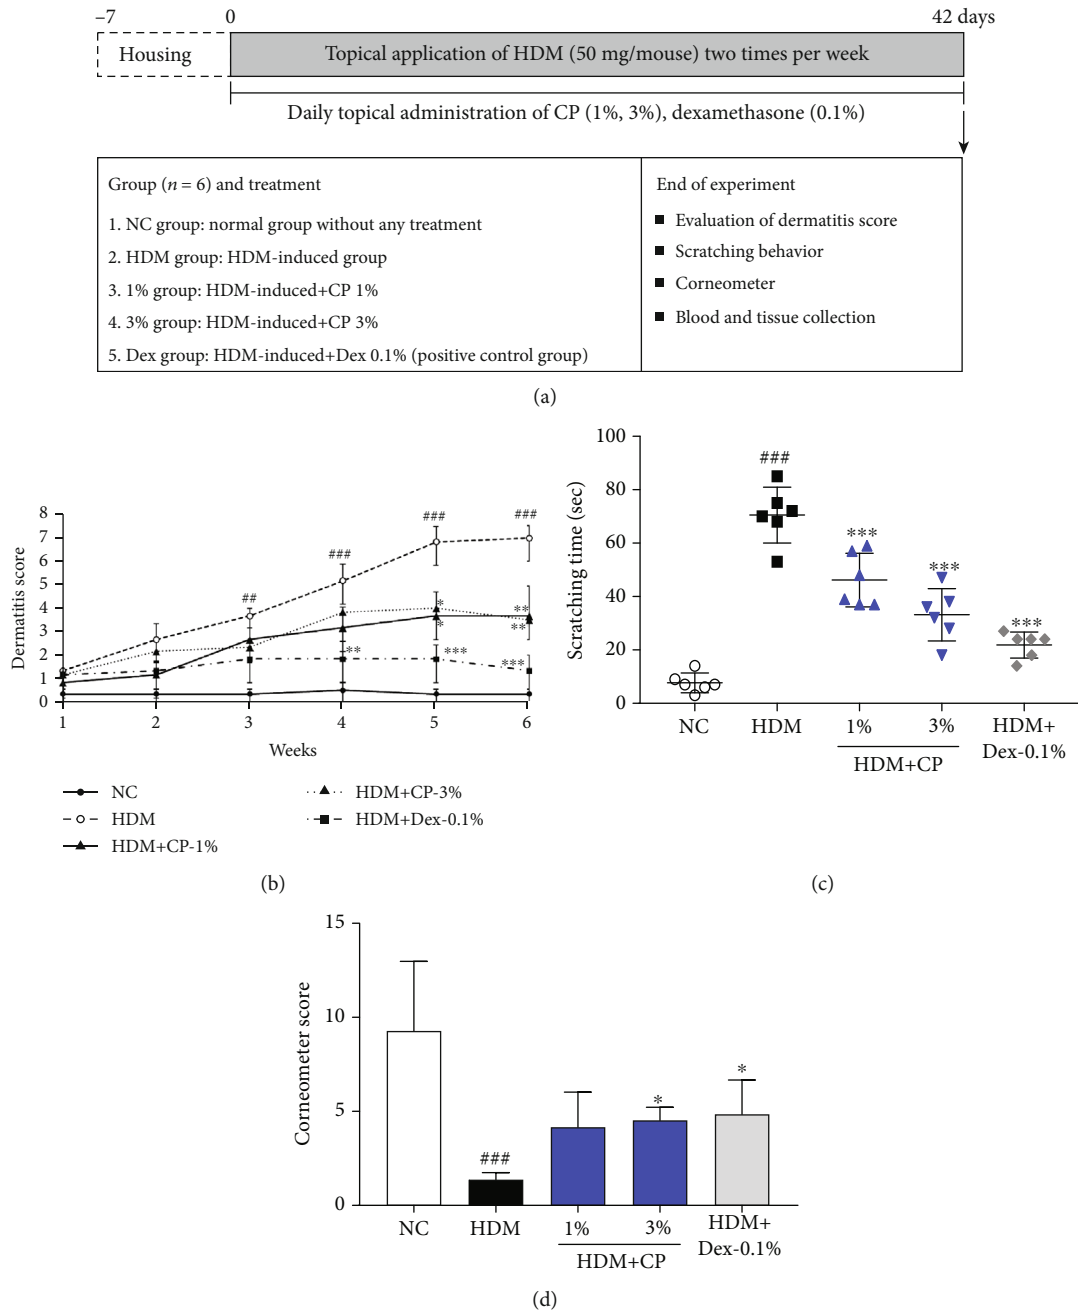 –7 0 42 days
Housing Topical application of HDM (50 mg/mouse) two times per week
Daily topical administration of CP (1%, 3%), dexamethasone (0.1%)
Group (n = 6) and treatment
1. NC group: normal group without any treatment
2. HDM group: HDM-induced group
3. 1% group: HDM-induced+CP 1%
4. 3% group: HDM-induced+CP 3%
5. Dex group: HDM-induced+Dex 0.1% (positive control group)
End of experiment
Evaluation of dermatitis score
Scratching behavior
Corneometer
Blood and tissue collection
(a)
Dermatitis score
8
7
6
5
4
3
2
1
0
##
###
###
###
*
*
**
**
**
***
***
1 2 3 4 5 6
Weeks
NC
HDM
HDM+CP-1%
HDM+CP-3%
HDM+Dex-0.1%
(b)
Scratching time (sec)
100
80
60
40
20
0
###
***
***
***
NC HDM 1% 3% HDM+
Dex-0.1%
HDM+CP
(c)
Corneometer score
15
10
5
0
###
*
*
NC HDM 1% 3% HDM+
Dex-0.1%
HDM+CP
(d)